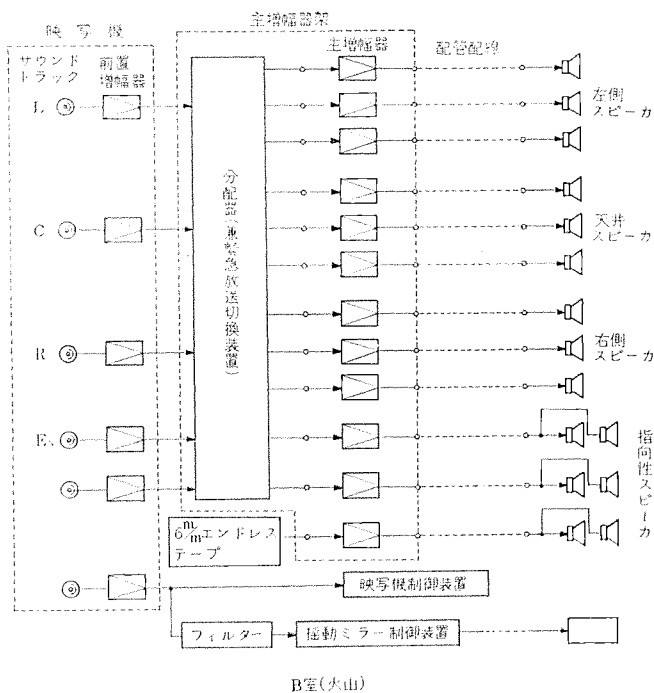 映写機
主増幅器架
サウンド
トラック
前置
増幅器
主増幅器
配管配線
L
C
R
E
分配器(兼緊急放送切換装置)
左側
スピーカ
天井
スピーカ
右側
スピーカ
指向性スピーカ
6m/mエンドレス
テープ
映写機制御装置
フィルター
揺動ミラー制御装置
B室(火山)